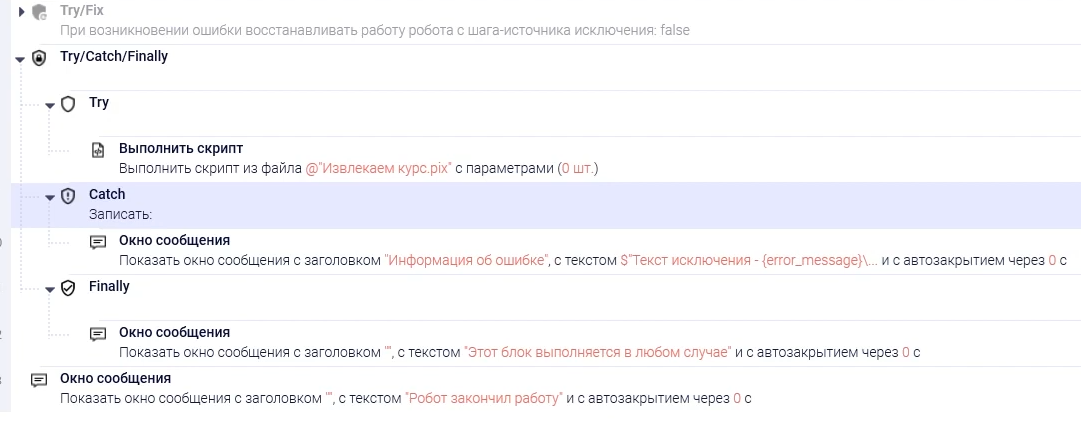 Try/Fix
При возникновении ошибки восстанавливать работу робота с шага-источника исключения: false
Try/Catch/Finally
Try
Выполнить скрипт
Выполнить скрипт из файла @"Извлекаем курс.pix" с параметрами (0 шт.)
Catch
Записать:
Окно сообщения
Показать окно сообщения с заголовком "Информация об ошибке", с текстом $"Текст исключения - {error_message}\... и с автозакрытием через 0 с
Finally
Окно сообщения
Показать окно сообщения с заголовком "", с текстом "Этот блок выполняется в любом случае" и с автозакрытием через 0 с
Окно сообщения
Показать окно сообщения с заголовком "", с текстом "Робот закончил работу" и с автозакрытием через 0 с